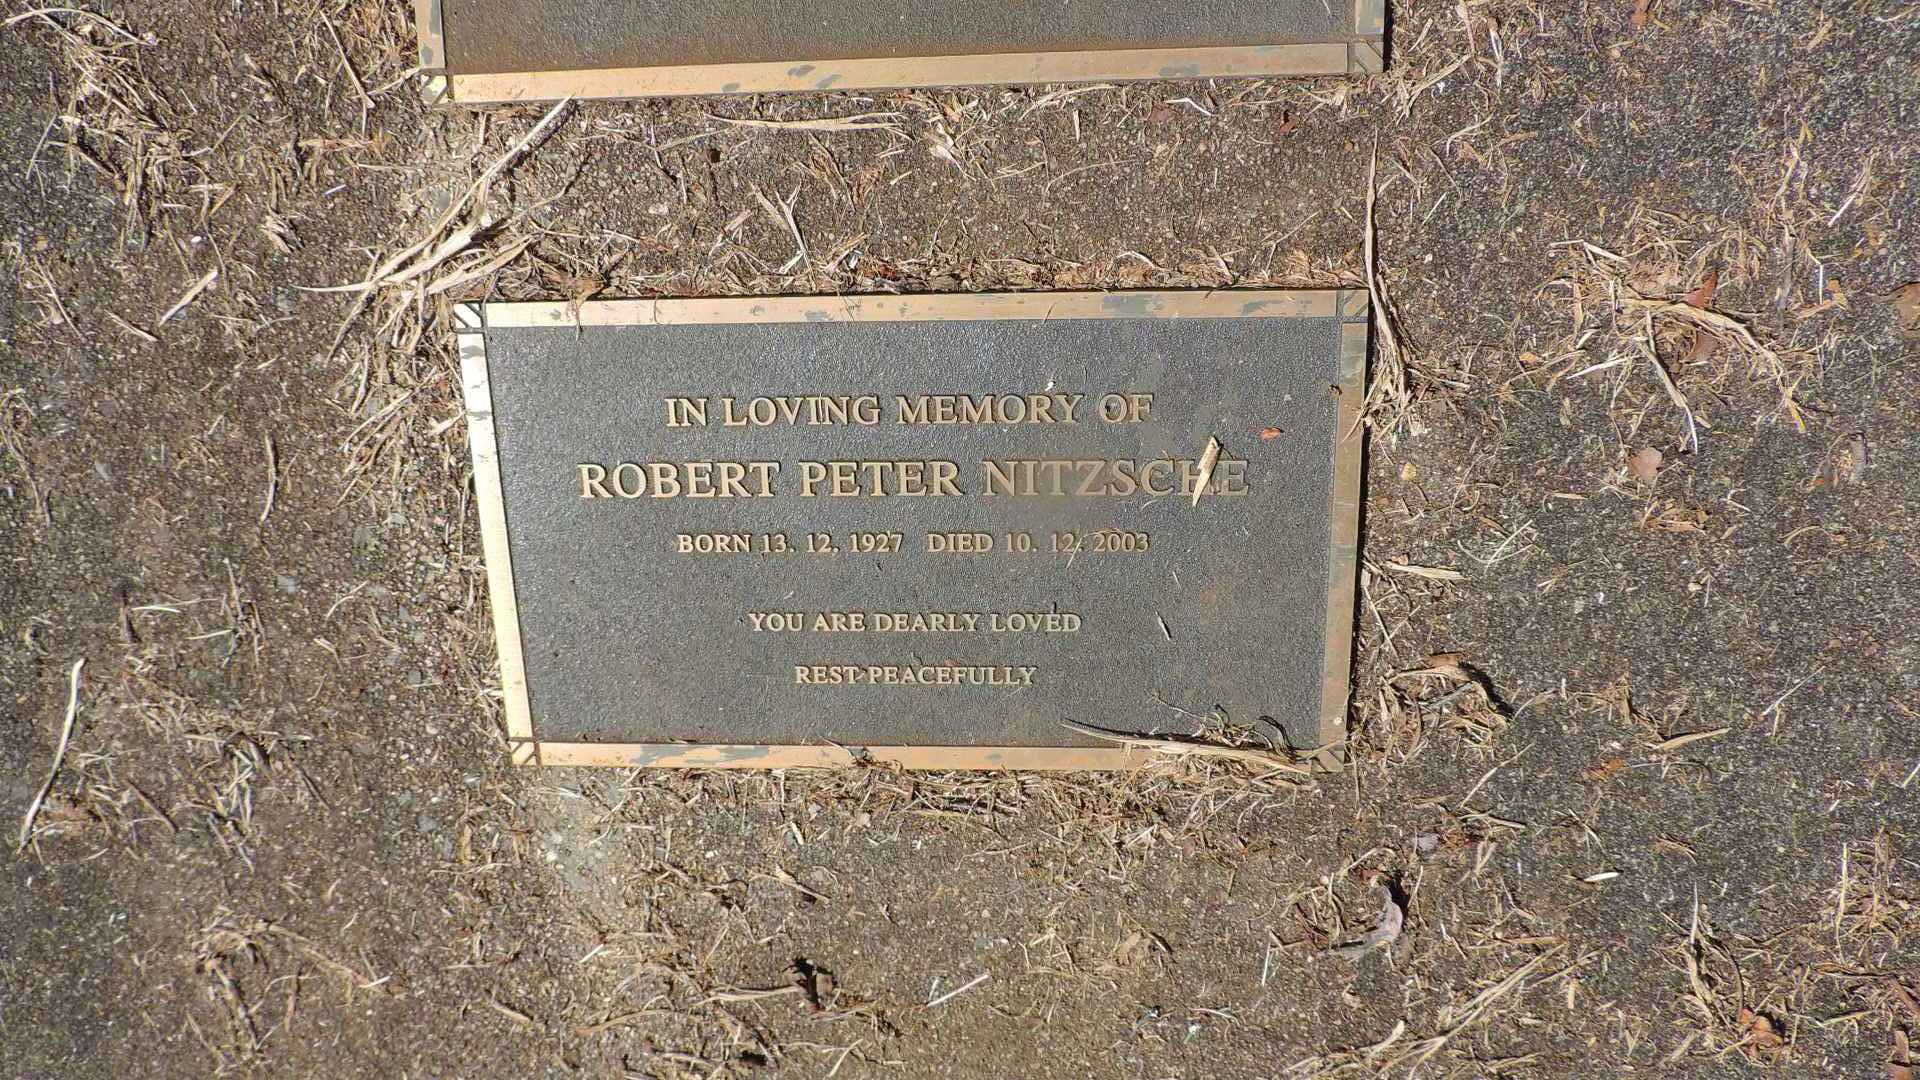 IN LOVING MEMORY OF
ROBERT PETER NITZSCHE
BORN 13. 12. 1927 DIED 10. 12. 2003
YOU ARE DEARLY LOVED
REST PEACEFULLY